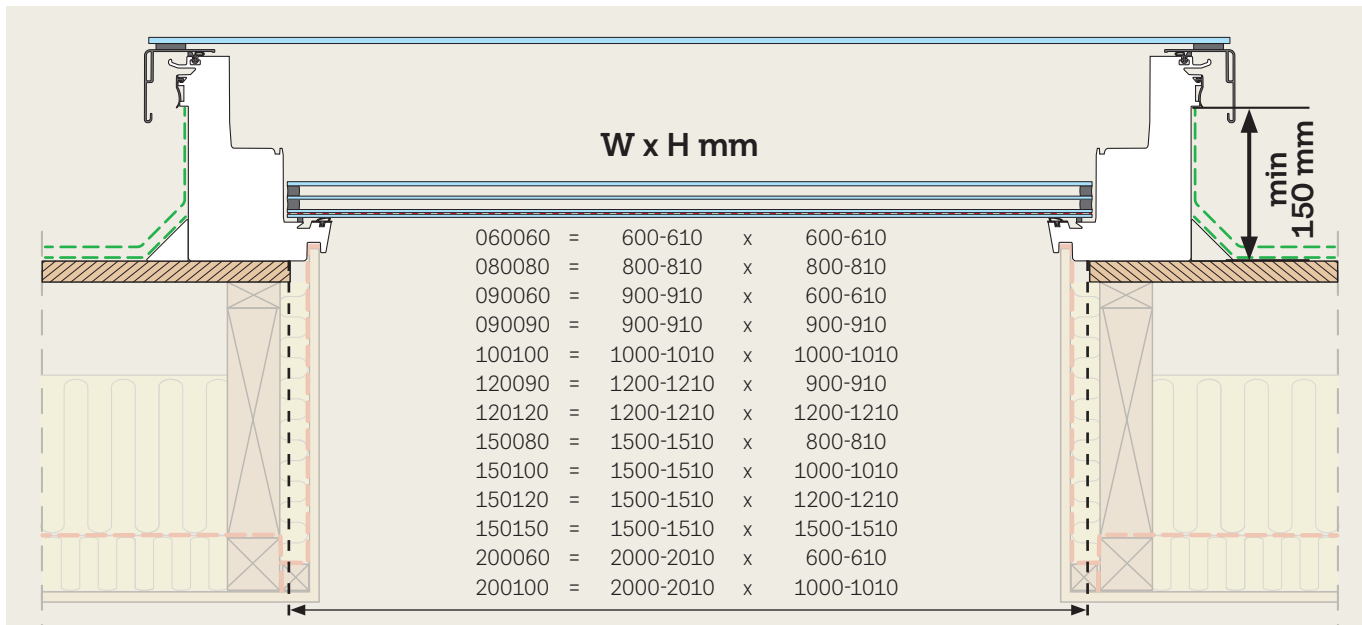 W x H mm
min
150 mm
060060 = 600-610 x 600-610
080080 = 800-810 x 800-810
090060 = 900-910 x 600-610
090090 = 900-910 x 900-910
100100 = 1000-1010 x 1000-1010
120090 = 1200-1210 x 900-910
120120 = 1200-1210 x 1200-1210
150080 = 1500-1510 x 800-810
150100 = 1500-1510 x 1000-1010
150120 = 1500-1510 x 1200-1210
150150 = 1500-1510 x 1500-1510
200060 = 2000-2010 x 600-610
200100 = 2000-2010 x 1000-1010